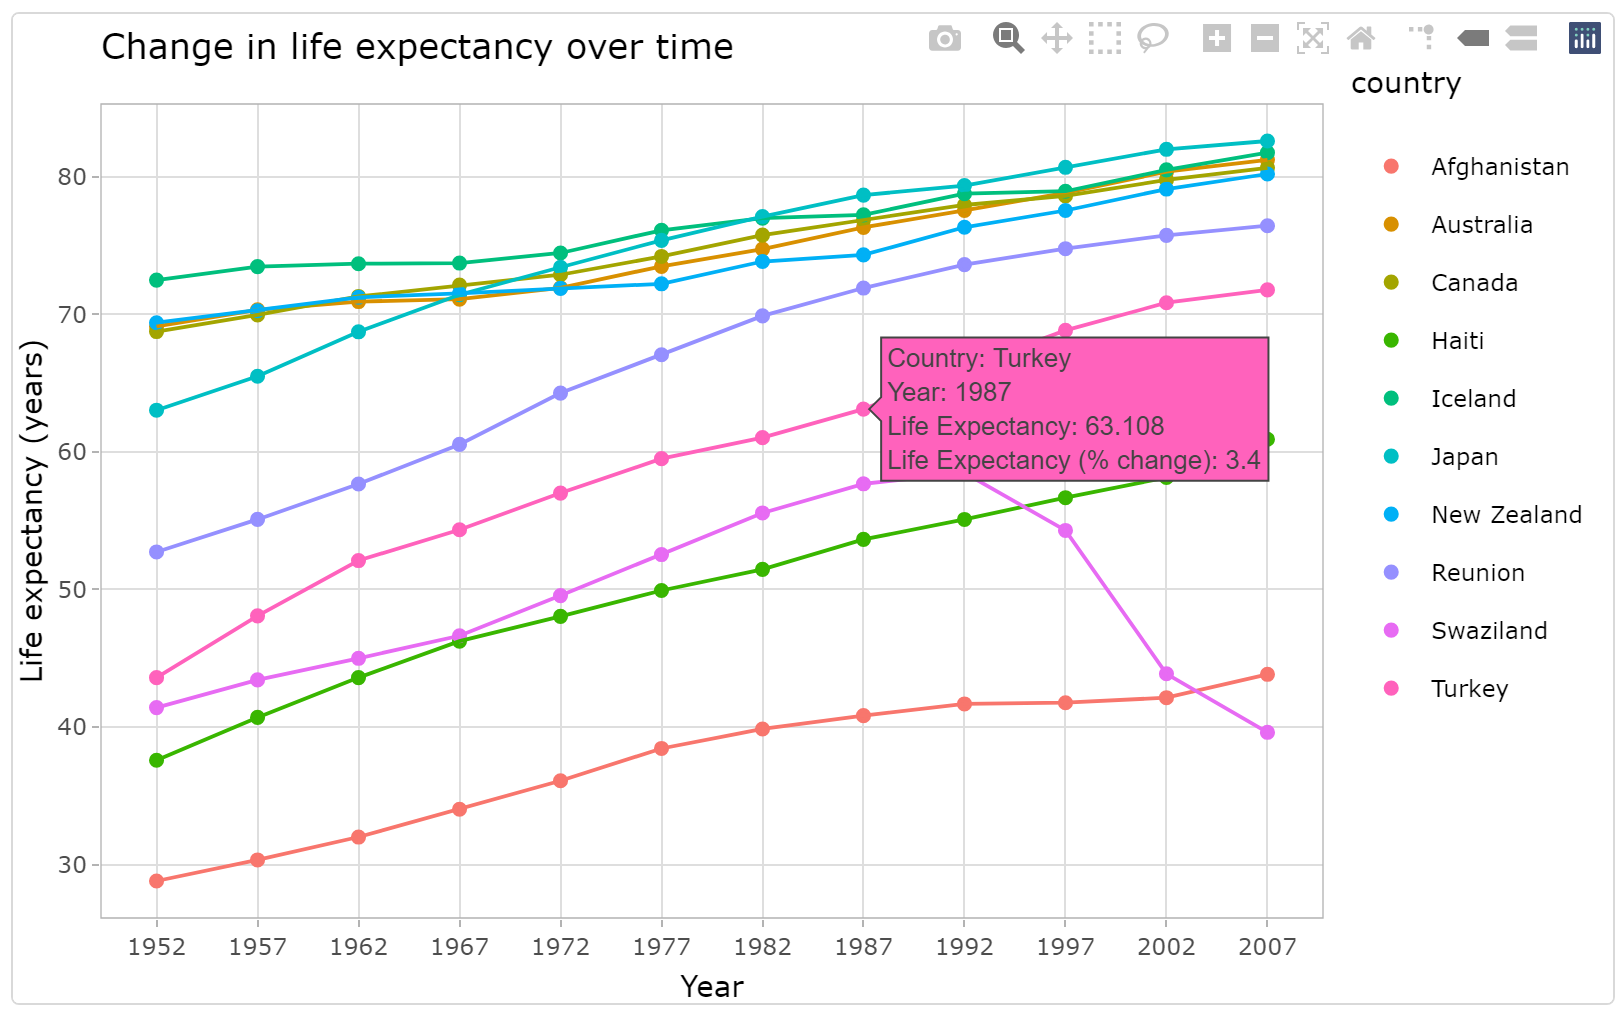 Change in life expectancy over time
country
Afghanistan
Australia
Canada
Haiti
Iceland
Japan
New Zealand
Reunion
Swaziland
Turkey
Life expectancy (years)
80
70
60
50
40
30
Country: Turkey
Year: 1987
Life Expectancy: 63.108
Life Expectancy (% change): 3.4
1952 1957 1962 1967 1972 1977 1982 1987 1992 1997 2002 2007
Year